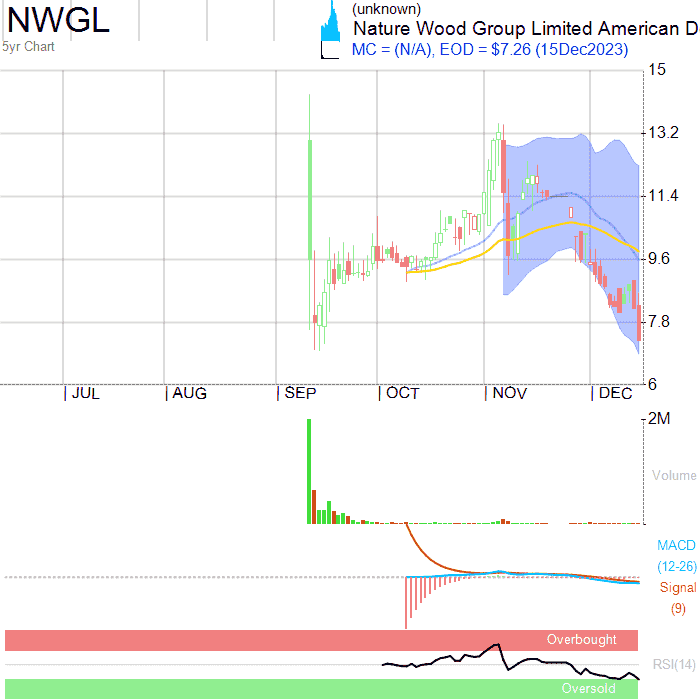 NWGL
5yr Chart
(unknown)
Nature Wood Group Limited American D
MC = (N/A), EOD = $7.26 (15Dec2023)
15
13.2
11.4
9.6
7.8
6
JUL
AUG
SEP
OCT
NOV
DEC
2M
Volume
MACD
(12-26)
Signal
(9)
Overbought
RSI(14)
Oversold